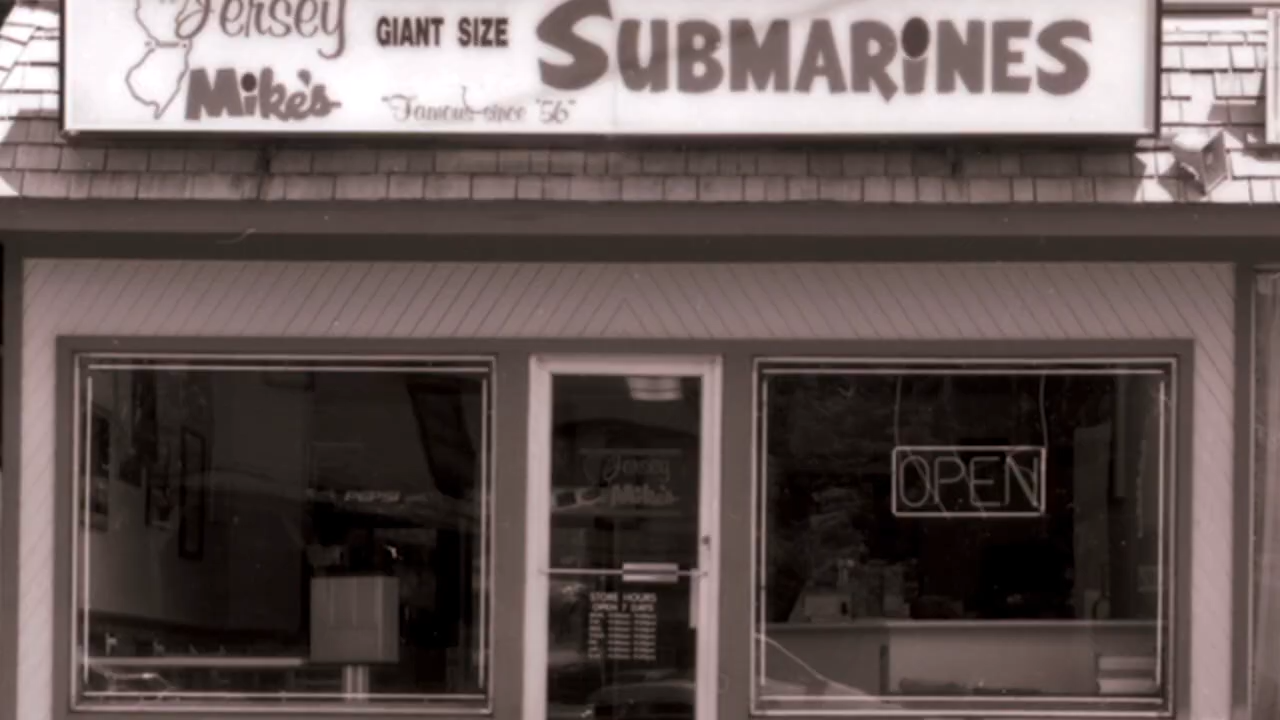 Jersey
Mike's
GIANT SIZE
SUBMARINES
"Famous since '56"
PEPSI
Jersey
Mike's
OPEN
STORE HOURS
OPEN 7 DAYS